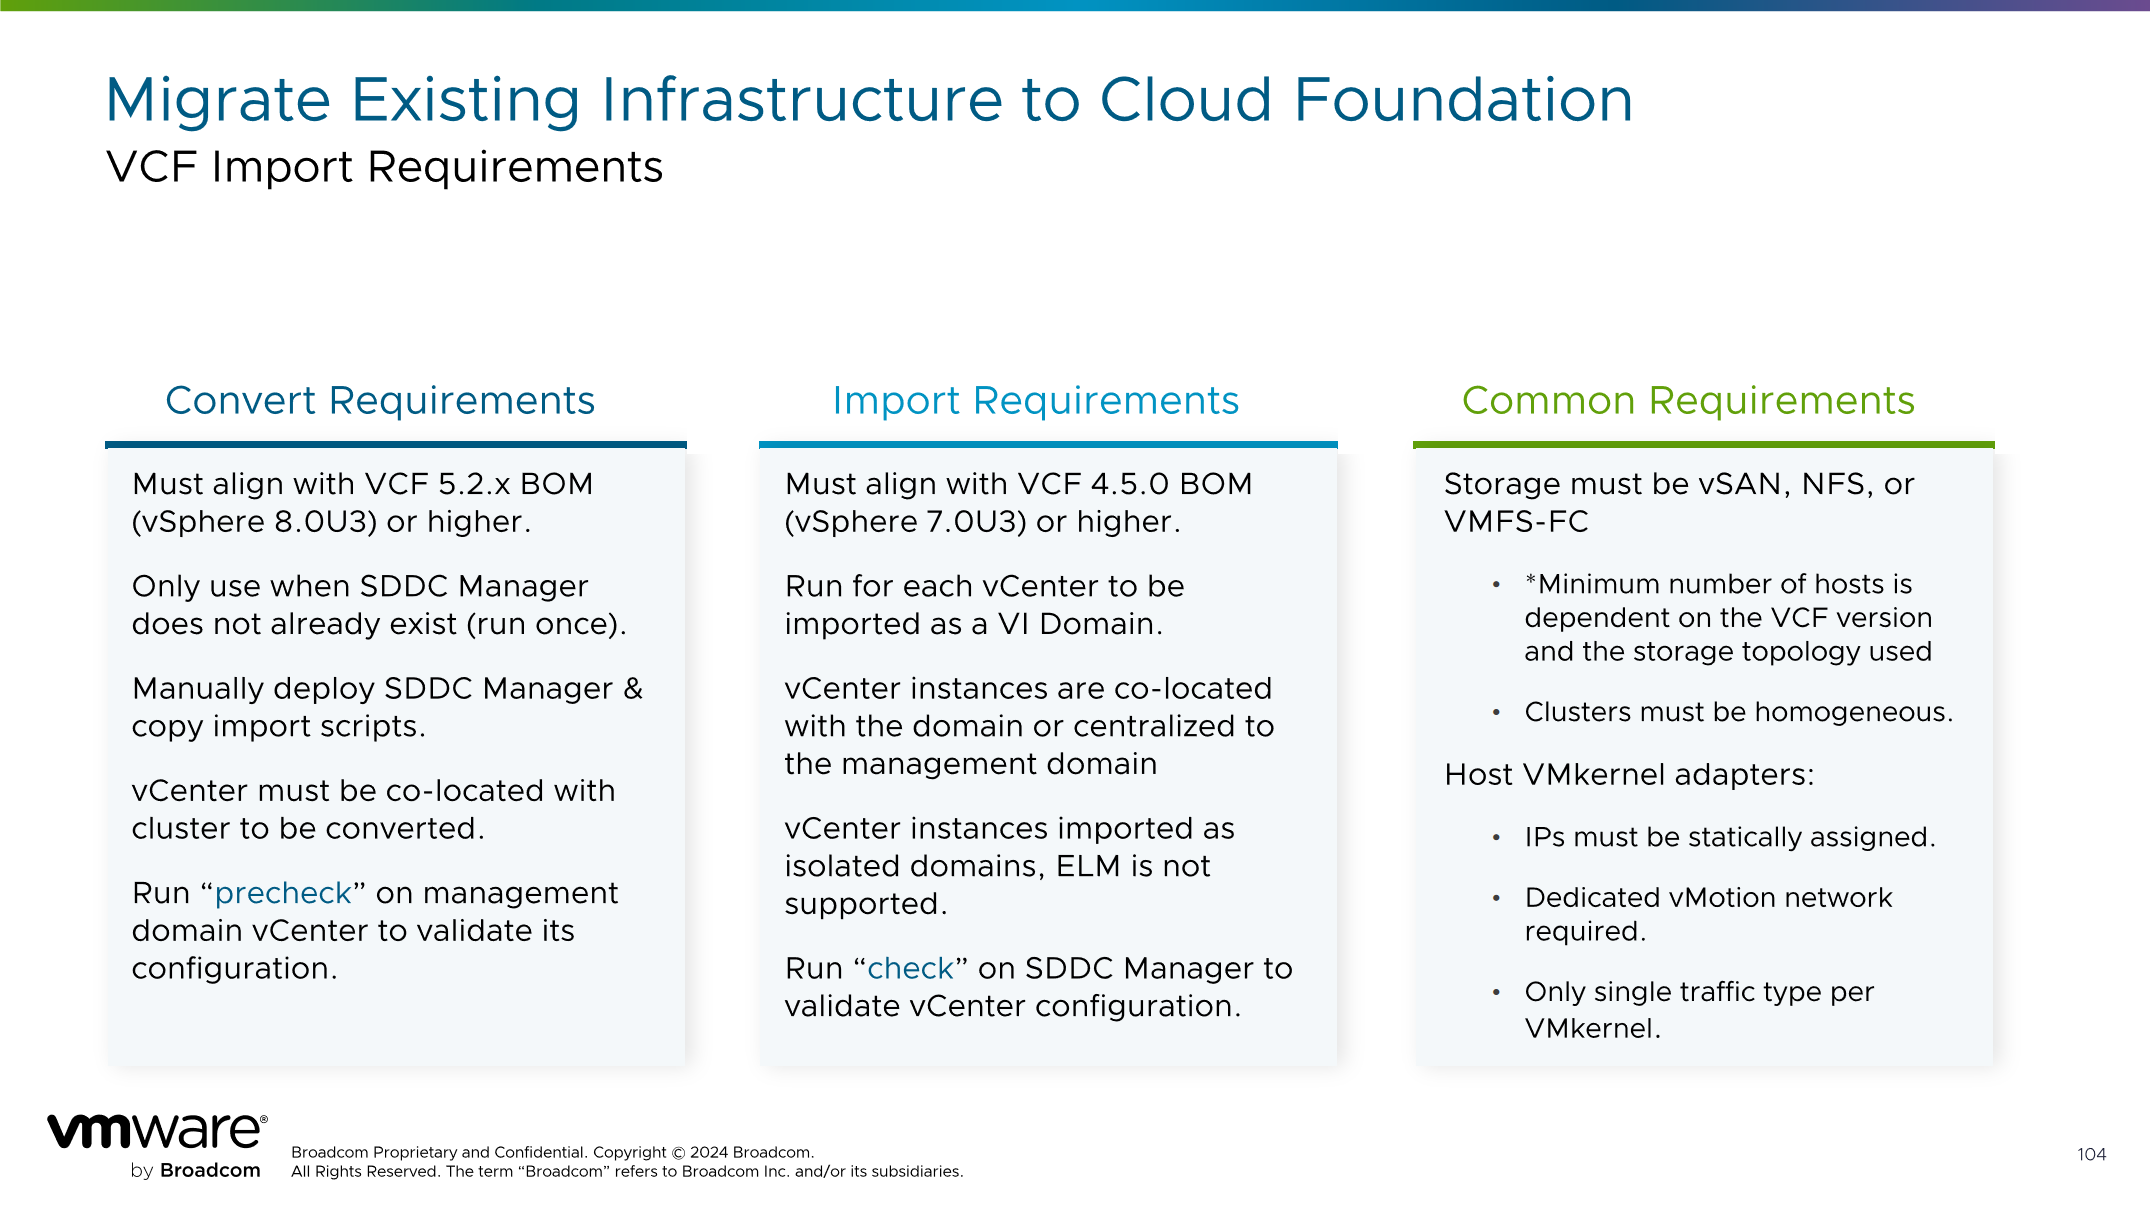 Migrate Existing Infrastructure to Cloud Foundation
VCF Import Requirements
Convert Requirements
Must align with VCF 5.2.x BOM
(vSphere 8.0U3) or higher.
Only use when SDDC Manager
does not already exist (run once).
Manually deploy SDDC Manager &
copy import scripts.
vCenter must be co-located with
cluster to be converted.
Run “precheck” on management
domain vCenter to validate its
configuration.
Import Requirements
Must align with VCF 4.5.0 BOM
(vSphere 7.0U3) or higher.
Run for each vCenter to be
imported as a VI Domain.
vCenter instances are co-located
with the domain or centralized to
the management domain
vCenter instances imported as
isolated domains, ELM is not
supported.
Run “check” on SDDC Manager to
validate vCenter configuration.
Common Requirements
Storage must be vSAN, NFS, or
VMFS-FC
• *Minimum number of hosts is
dependent on the VCF version
and the storage topology used
• Clusters must be homogeneous.
Host VMkernel adapters:
• IPs must be statically assigned.
• Dedicated vMotion network
required.
• Only single traffic type per
VMkernel.
vmware®
by Broadcom
Broadcom Proprietary and Confidential. Copyright © 2024 Broadcom.
All Rights Reserved. The term “Broadcom” refers to Broadcom Inc. and/or its subsidiaries.
104